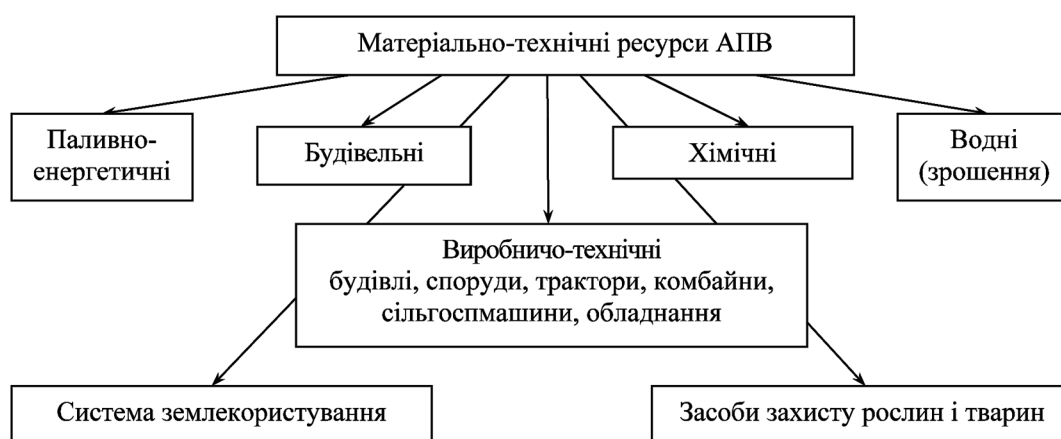 Матеріально-технічні ресурси АПВ
Паливно-
енергетичні
Будівельні
Хімічні
Водні
(зрошення)
Виробничо-технічні
будівлі, споруди, трактори, комбайни,
сільгоспмашини, обладнання
Система землекористування
Засоби захисту рослин і тварин